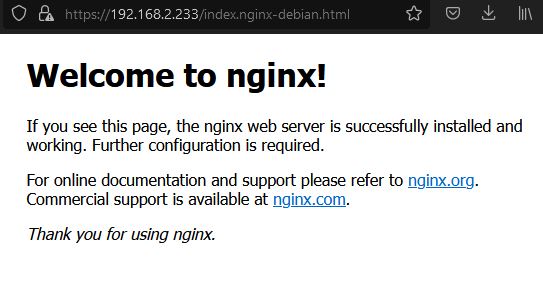 https://192.168.2.233/index.nginx-debian.html
Welcome to nginx!
If you see this page, the nginx web server is successfully installed and
working. Further configuration is required.
For online documentation and support please refer to nginx.org.
Commercial support is available at nginx.com.
Thank you for using nginx.